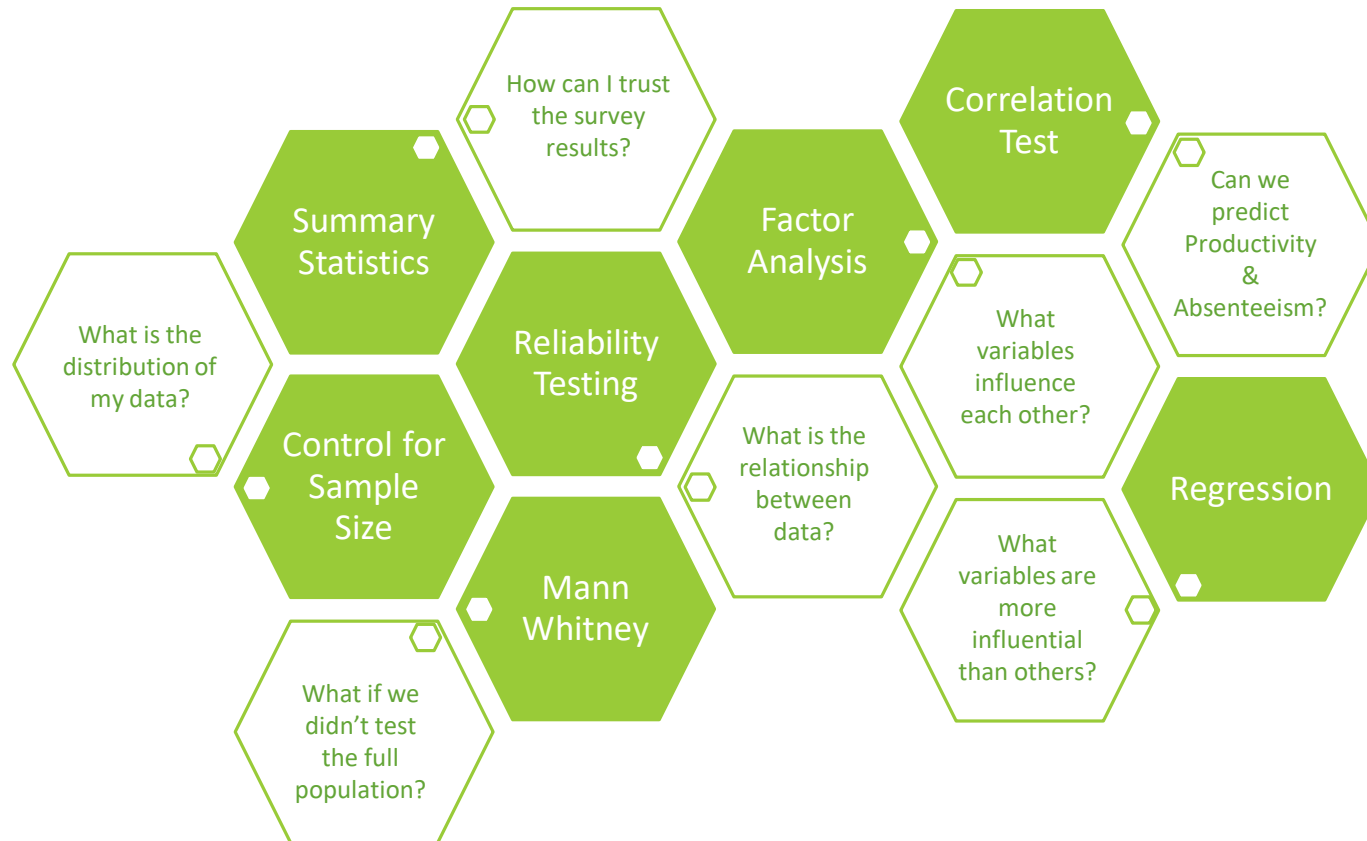 How can I trust
the survey
results?
Correlation
Test
Summary
Statistics
Factor
Analysis
Can we
predict
Productivity
&
Absenteeism?
What is the
distribution of
my data?
Reliability
Testing
What
variables
influence
each other?
Control for
Sample
Size
What is the
relationship
between
data?
Regression
Mann
Whitney
What
variables are
more
influential
than others?
What if we
didn’t test
the full
population?